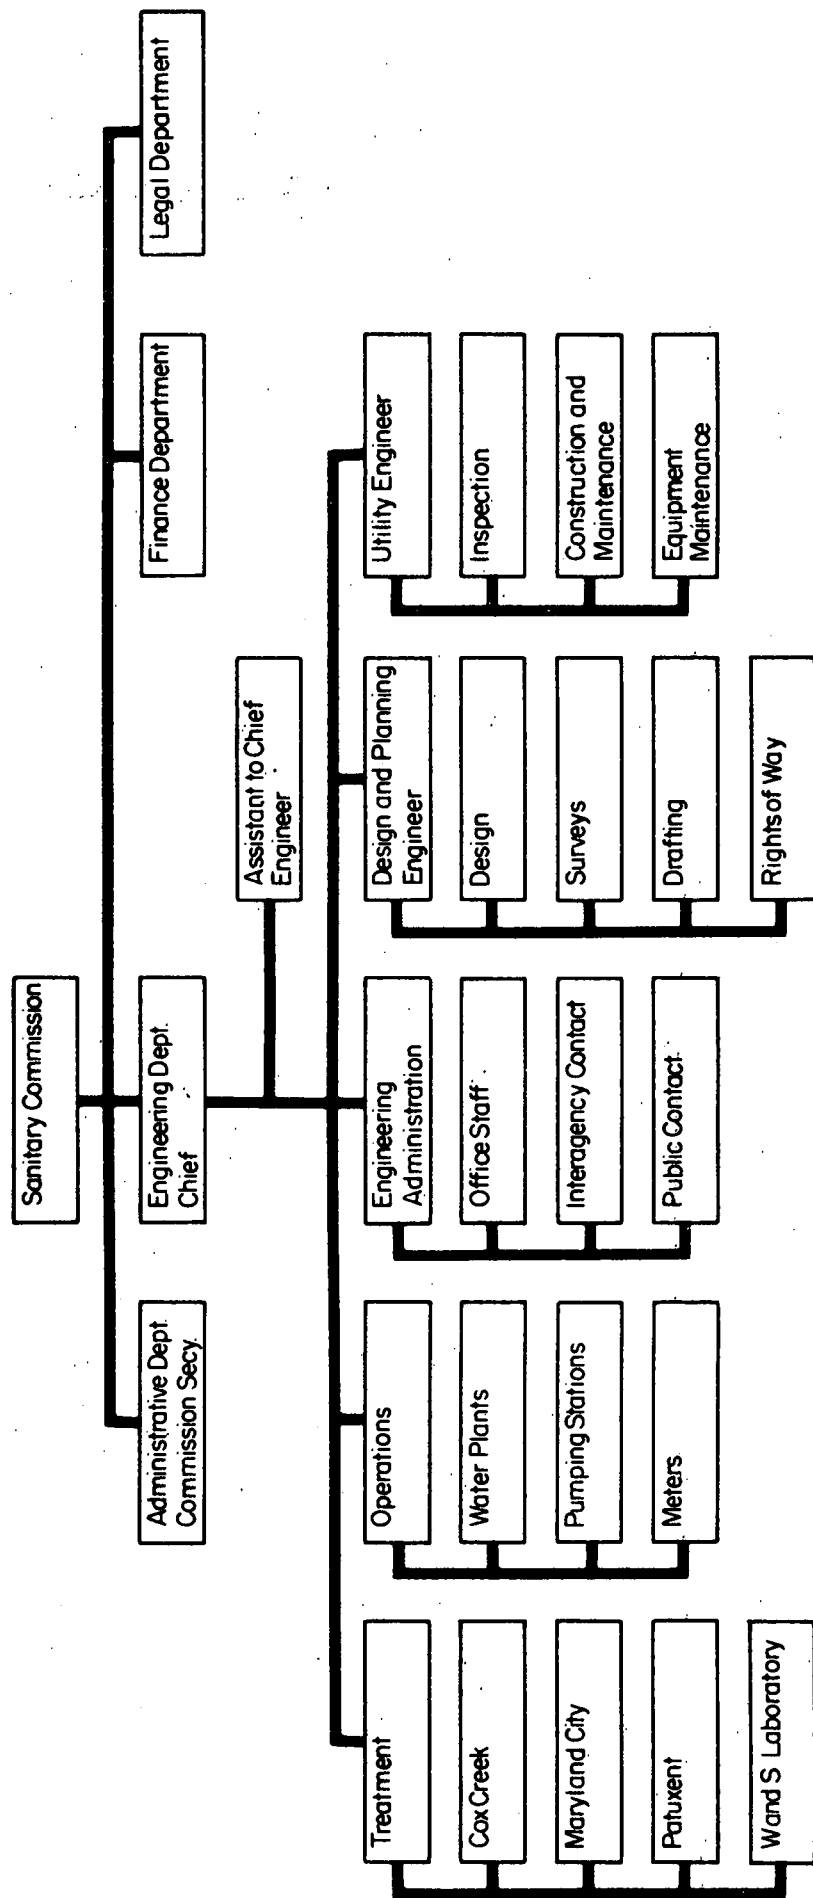 Sanitary Commission
Administrative Dept.
Commission Secy.
Engineering Dept.
Chief
Finance Department
Legal Department
Assistant to Chief
Engineer
Treatment
Cox Creek
Maryland City
Patuxent
W and S Laboratory
Operations
Water Plants
Pumping Stations
Meters
Engineering
Administration
Office Staff
Interagency Contact
Public Contact
Design and Planning
Engineer
Design
Surveys
Drafting
Rights of Way
Utility Engineer
Inspection
Construction and
Maintenance
Equipment
Maintenance